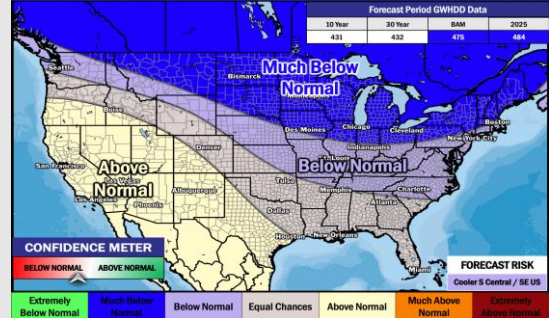 Forecast Period GWHDD Data
10 Year 30 Year BAM 2025
431 432 475 484
Seattle
Much Below
Normal
Bismarck
Boise
Boston
Des Moines
Chicago
Cleveland
New York City
Indianapolis
Denver
St Louis
Below Normal
San Francisco
Above
Normal
Las Vegas
Los Angeles
Phoenix
Albuquerque
Tulsa
Memphis
Charlotte
Atlanta
Dallas
Houston
New Orleans
Miami
CONFIDENCE METER
BELOW NORMAL ABOVE NORMAL
FORECAST RISK
Cooler S Central / SE US
Extremely
Below Normal
Much Below
Normal
Below Normal
Equal Chances
Above Normal
Much Above
Normal
Extremely
Above Normal